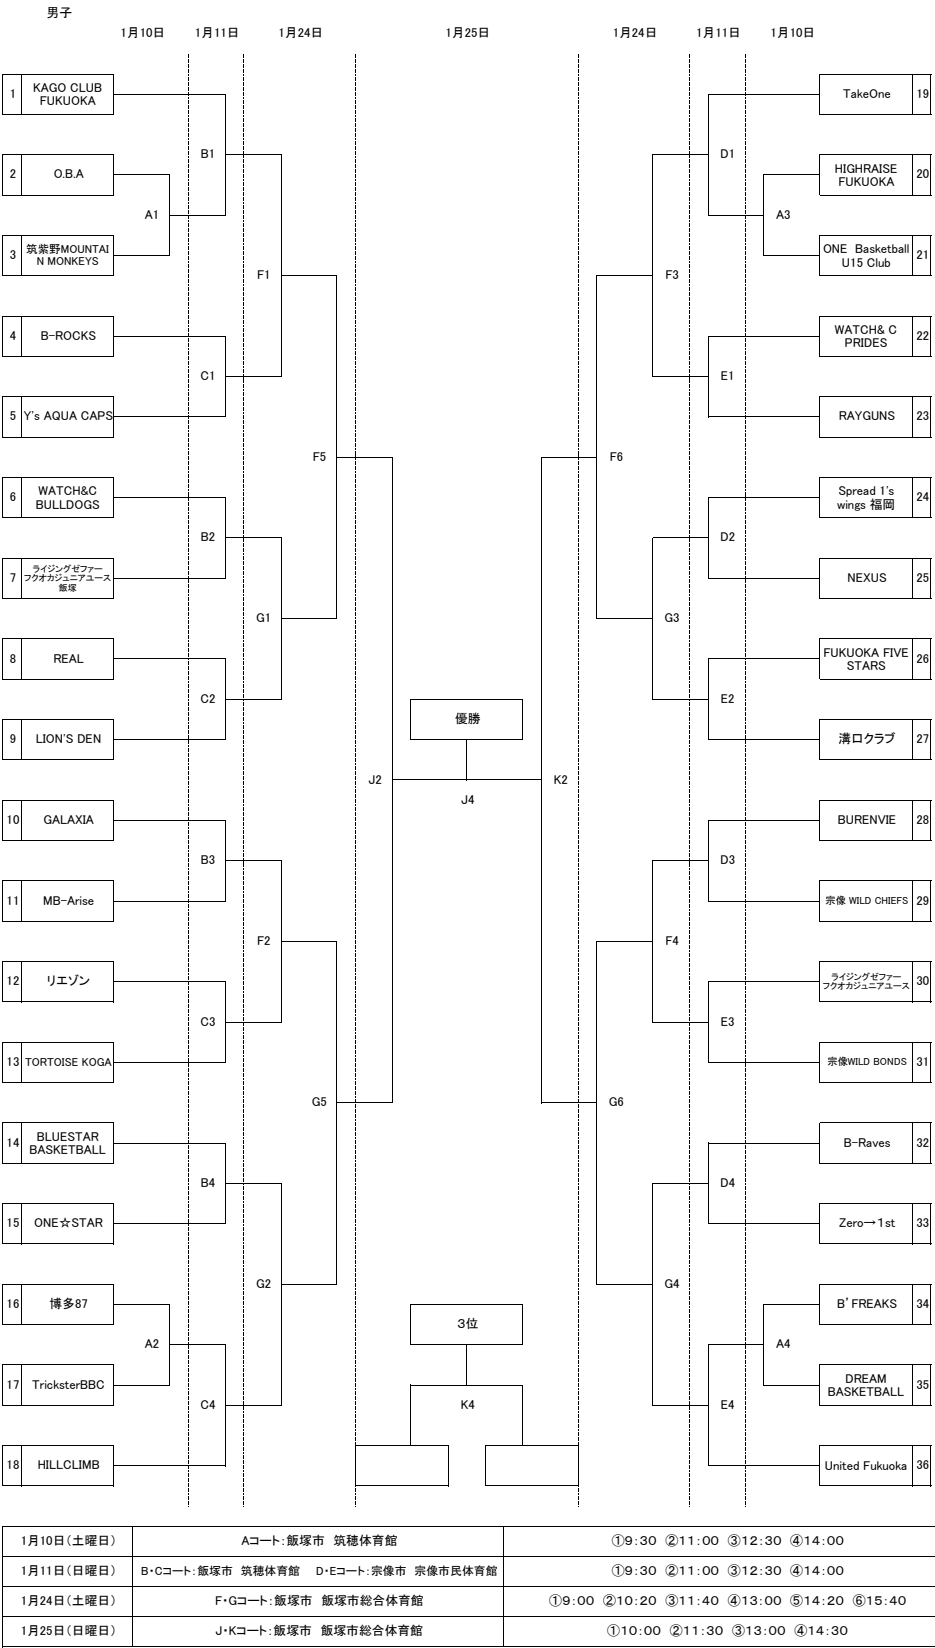 男子
1月10日 1月11日 1月24日 1月25日 1月24日 1月11日 1月10日
1 KAGO CLUB
FUKUOKA
TakeOne 19
B1 D1
2 O.B.A
HIGHRAISE
FUKUOKA 20
A1 A3
3 筑紫野MOUNTAI
N MONKEYS
ONE Basketball
U15 Club 21
F1 F3
4 B-ROCKS
WATCH& C
PRIDES 22
C1 E1
5 Y's AQUA CAPS
RAYGUNS 23
F5 F6
6 WATCH&C
BULLDOGS
Spread 1's
wings 福岡 24
B2 D2
7 ライジングゼファー
フクオカジュニアユース
飯塚
NEXUS 25
G1 G3
8 REAL
FUKUOKA FIVE
STARS 26
C2 E2
優勝
9 LION'S DEN
溝口クラブ 27
J2 K2
J4
10 GALAXIA
BURENVIE 28
B3 D3
11 MB-Arise
宗像 WILD CHIEFS 29
F2 F4
12 リエゾン
ライジングゼファー
フクオカジュニアユース 30
C3 E3
13 TORTOISE KOGA
宗像WILD BONDS 31
G5 G6
14 BLUESTAR
BASKETBALL
B-Raves 32
B4 D4
15 ONE☆STAR
Zero→1st 33
G2 G4
16 博多87
B'FREAKS 34
3位
A2 A4
17 TricksterBBC
DREAM
BASKETBALL 35
C4 K4 E4
18 HILLCLIMB
United Fukuoka 36
1月10日(土曜日) Aコート:飯塚市 筑穂体育館 ①9:30 ②11:00 ③12:30 ④14:00
1月11日(日曜日) B・Cコート:飯塚市 筑穂体育館 D・Eコート:宗像市 宗像市民体育館 ①9:30 ②11:00 ③12:30 ④14:00
1月24日(土曜日) F・Gコート:飯塚市 飯塚市総合体育館 ①9:00 ②10:20 ③11:40 ④13:00 ⑤14:20 ⑥15:40
1月25日(日曜日) J・Kコート:飯塚市 飯塚市総合体育館 ①10:00 ②11:30 ③13:00 ④14:30